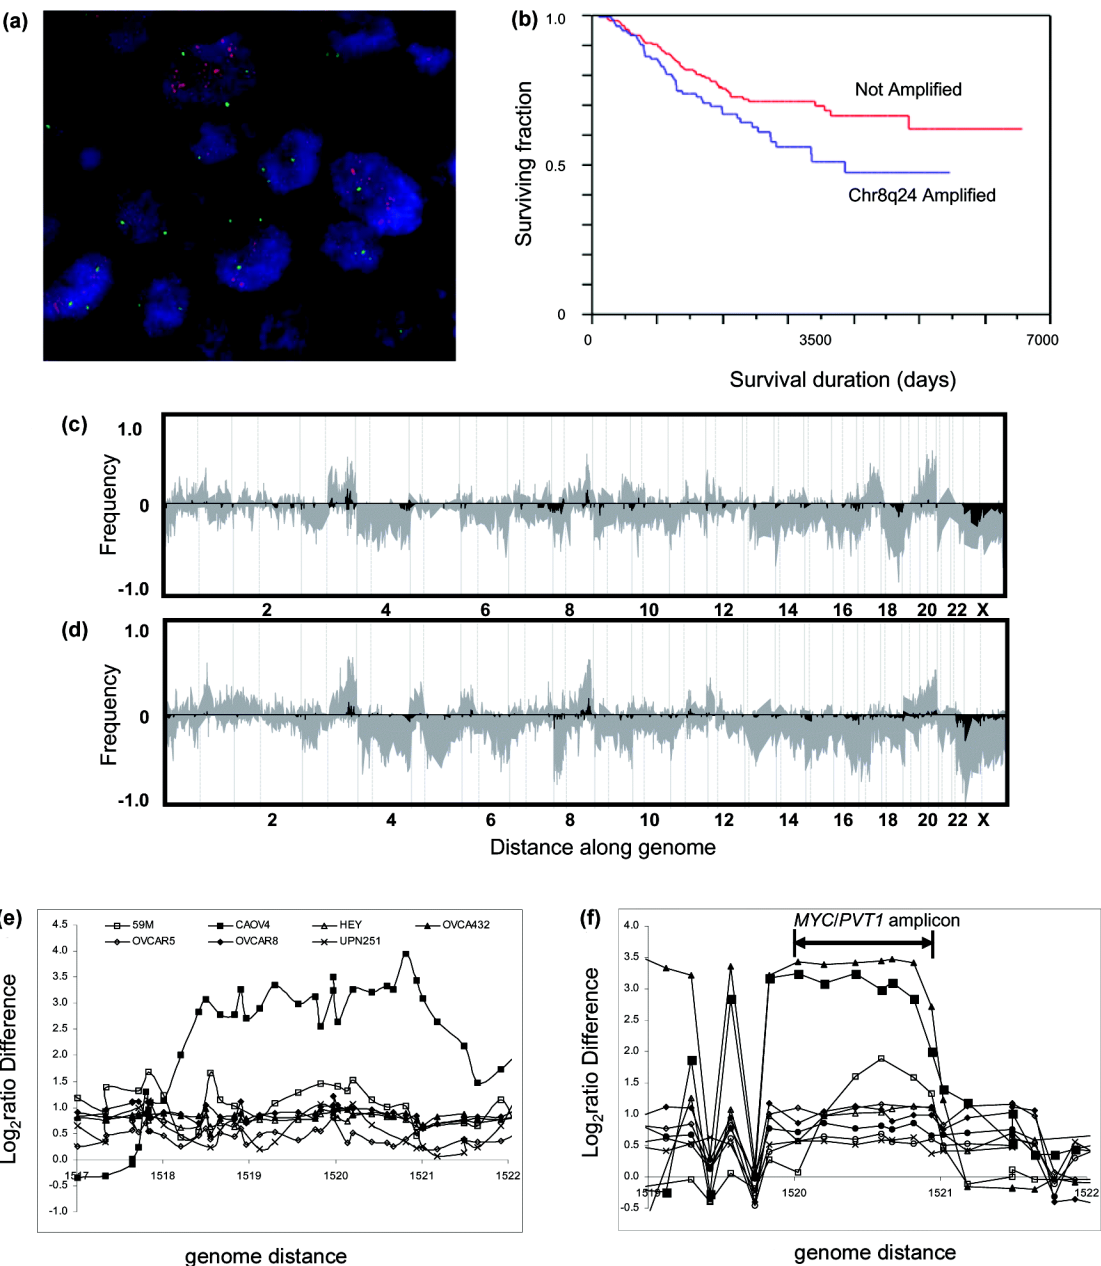 (a)
(b)
1.0
0.5
0
Surviving fraction
Not Amplified
Chr8q24 Amplified
0 3500 7000
Survival duration (days)
(c)
1.0
0
-1.0
Frequency
2 4 6 8 10 12 14 16 18 20 22 X
(d)
1.0
0
-1.0
Frequency
2 4 6 8 10 12 14 16 18 20 22 X
Distance along genome
(e)
59M CAOV4 HEY OVCA432
OVCAR5 OVCAR8 UPN251
4.5
4.0
3.5
3.0
2.5
2.0
1.5
1.0
0.5
0.0
-0.5
-1.0
Log2ratio Difference
1517 1518 1519 1520 1521 1522
genome distance
(f)
MYC/PVT1 amplicon
4.0
3.5
3.0
2.5
2.0
1.5
1.0
0.5
0.0
-0.5
Log2ratio Difference
1519 1520 1521 1522
genome distance